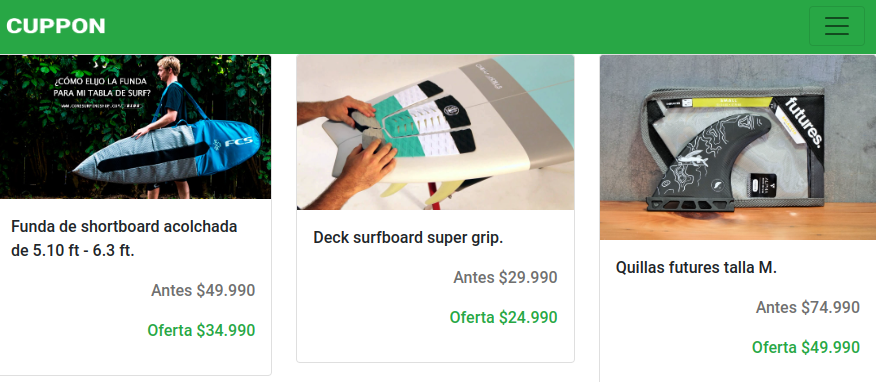 CUPPON
¿CÓMO ELIJO LA FUNDA
PARA MI TABLA DE SURF?
FCS
Funda de shortboard acolchada
de 5.10 ft - 6.3 ft.
Antes $49.990
Oferta $34.990
Deck surfboard super grip.
Antes $29.990
Oferta $24.990
futures.
Quillas futures talla M.
Antes $74.990
Oferta $49.990